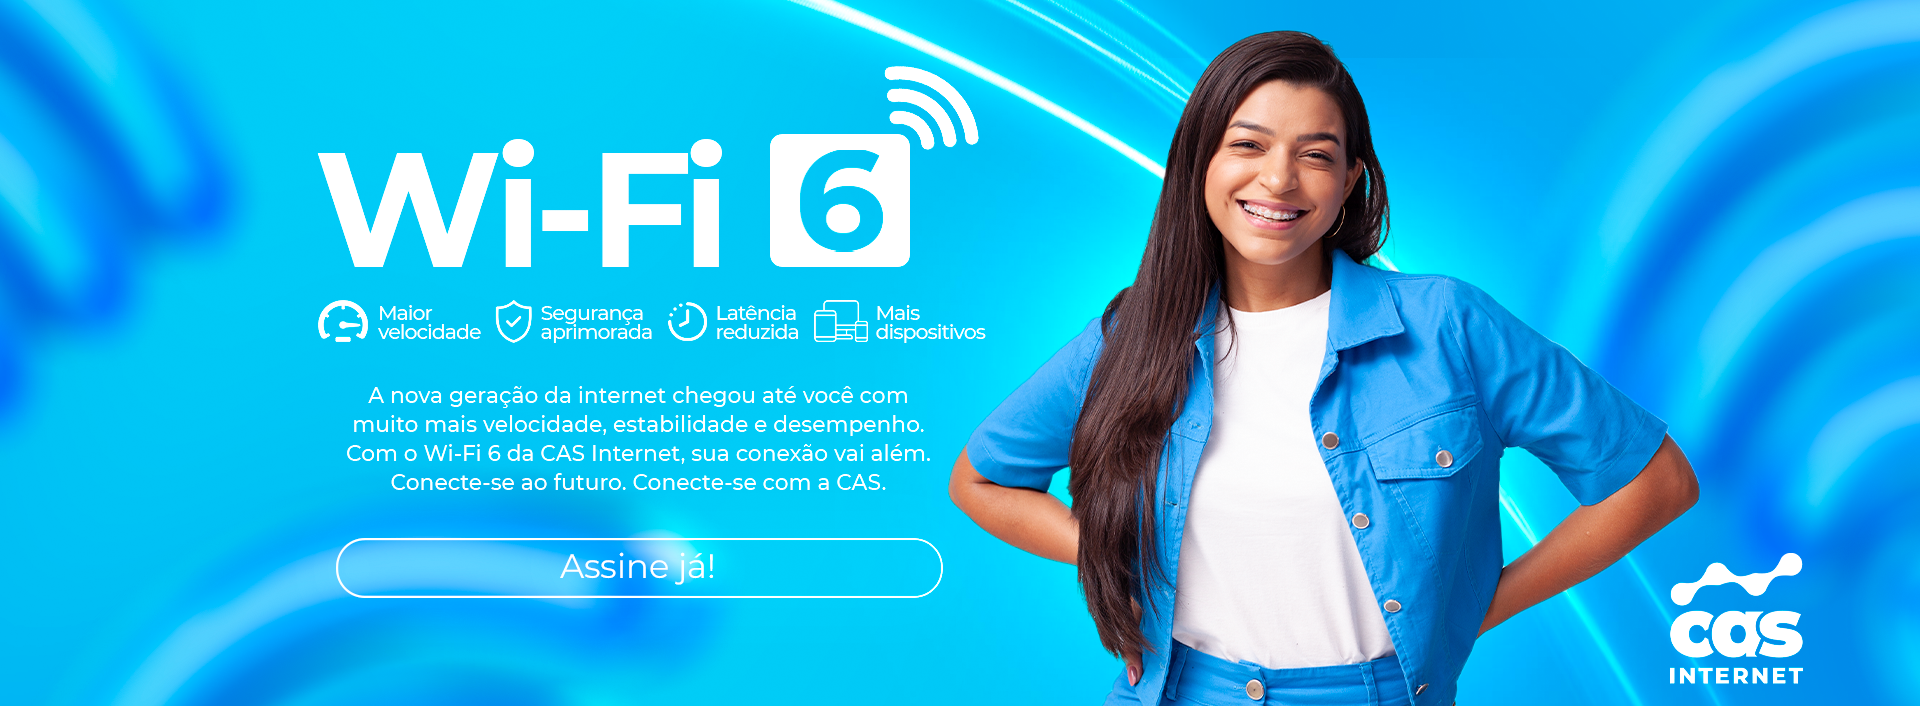 Wi-Fi 6
Maior
velocidade
Segurança
aprimorada
Latência
reduzida
Mais
dispositivos
A nova geração da internet chegou até você com
muito mais velocidade, estabilidade e desempenho.
Com o Wi-Fi 6 da CAS Internet, sua conexão vai além.
Conecte-se ao futuro. Conecte-se com a CAS.
Assine já!
cas
INTERNET